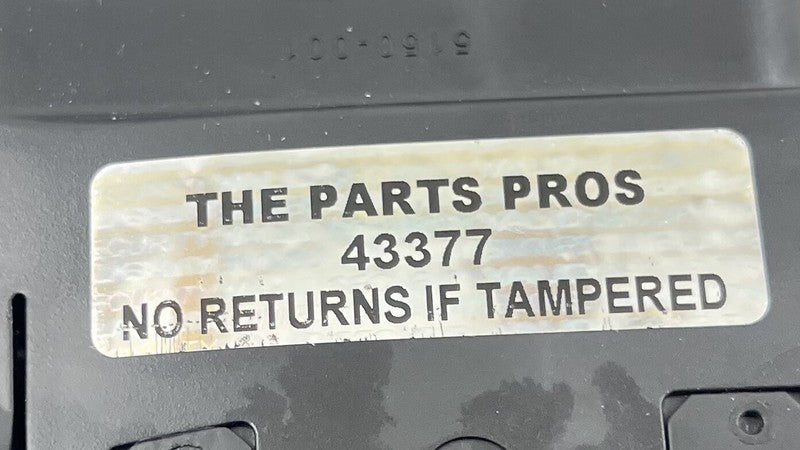 5150-001
THE PARTS PROS
43377
NO RETURNS IF TAMPERED